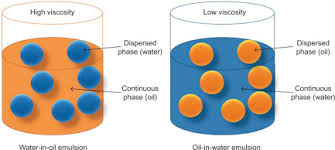 High viscosity
Dispersed
phase (water)
Continuous
phase (oil)
Water-in-oil emulsion
Low viscosity
Dispersed
phase (oil)
Continuous
phase (water)
Oil-in-water emulsion